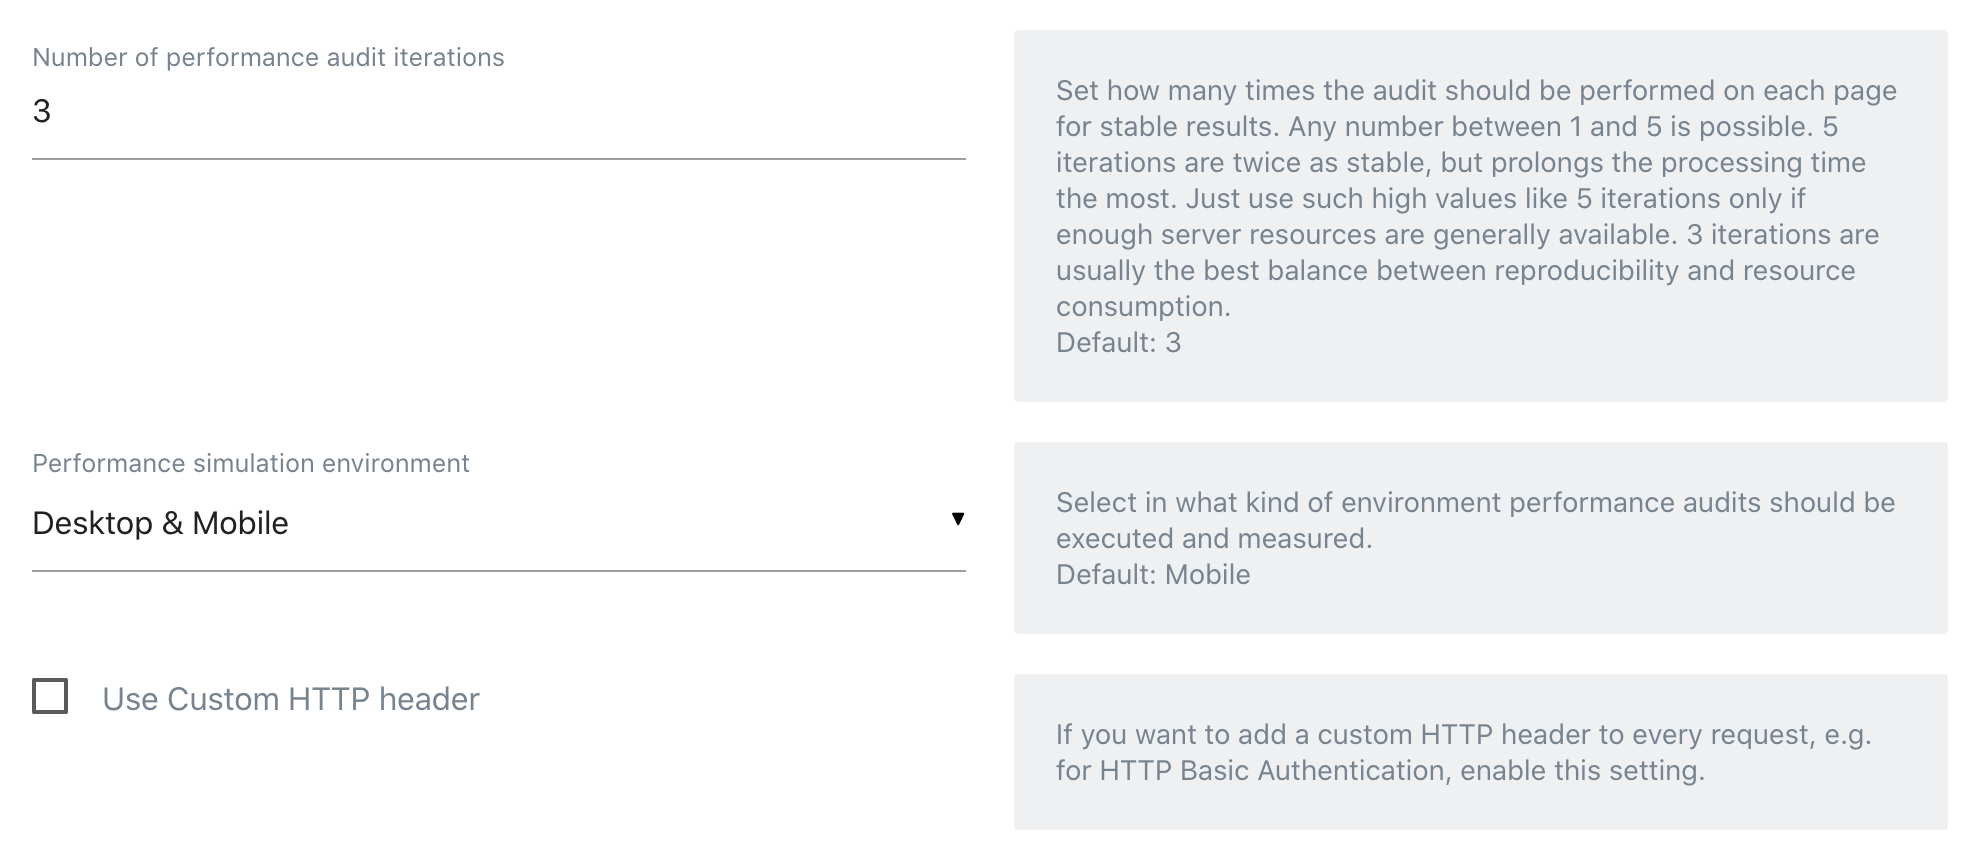 Number of performance audit iterations
3
Set how many times the audit should be performed on each page
for stable results. Any number between 1 and 5 is possible. 5
iterations are twice as stable, but prolongs the processing time
the most. Just use such high values like 5 iterations only if
enough server resources are generally available. 3 iterations are
usually the best balance between reproducibility and resource
consumption.
Default: 3
Performance simulation environment
Desktop & Mobile
Select in what kind of environment performance audits should be
executed and measured.
Default: Mobile
Use Custom HTTP header
If you want to add a custom HTTP header to every request, e.g.
for HTTP Basic Authentication, enable this setting.